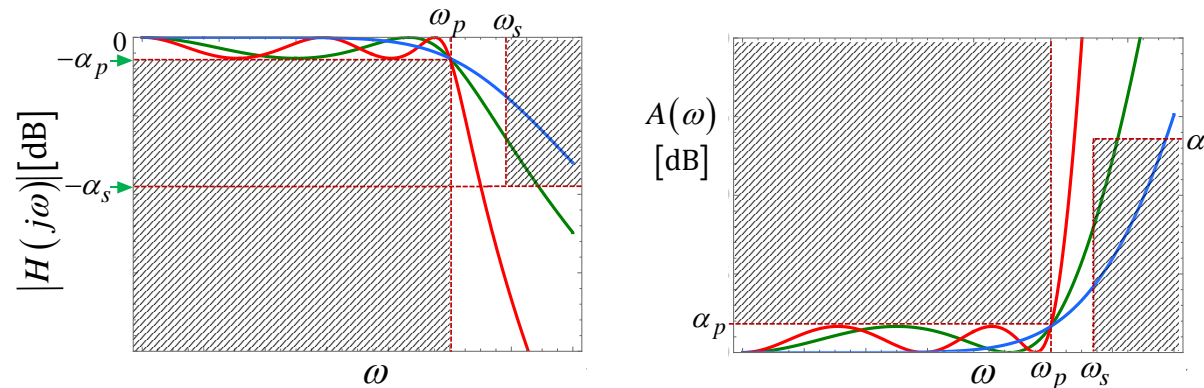 ω_p ω_s
0
−α_p
−α_s
|H(jω)|[dB]
ω
A(ω)
[dB]
α
α_p
ω ω_p ω_s